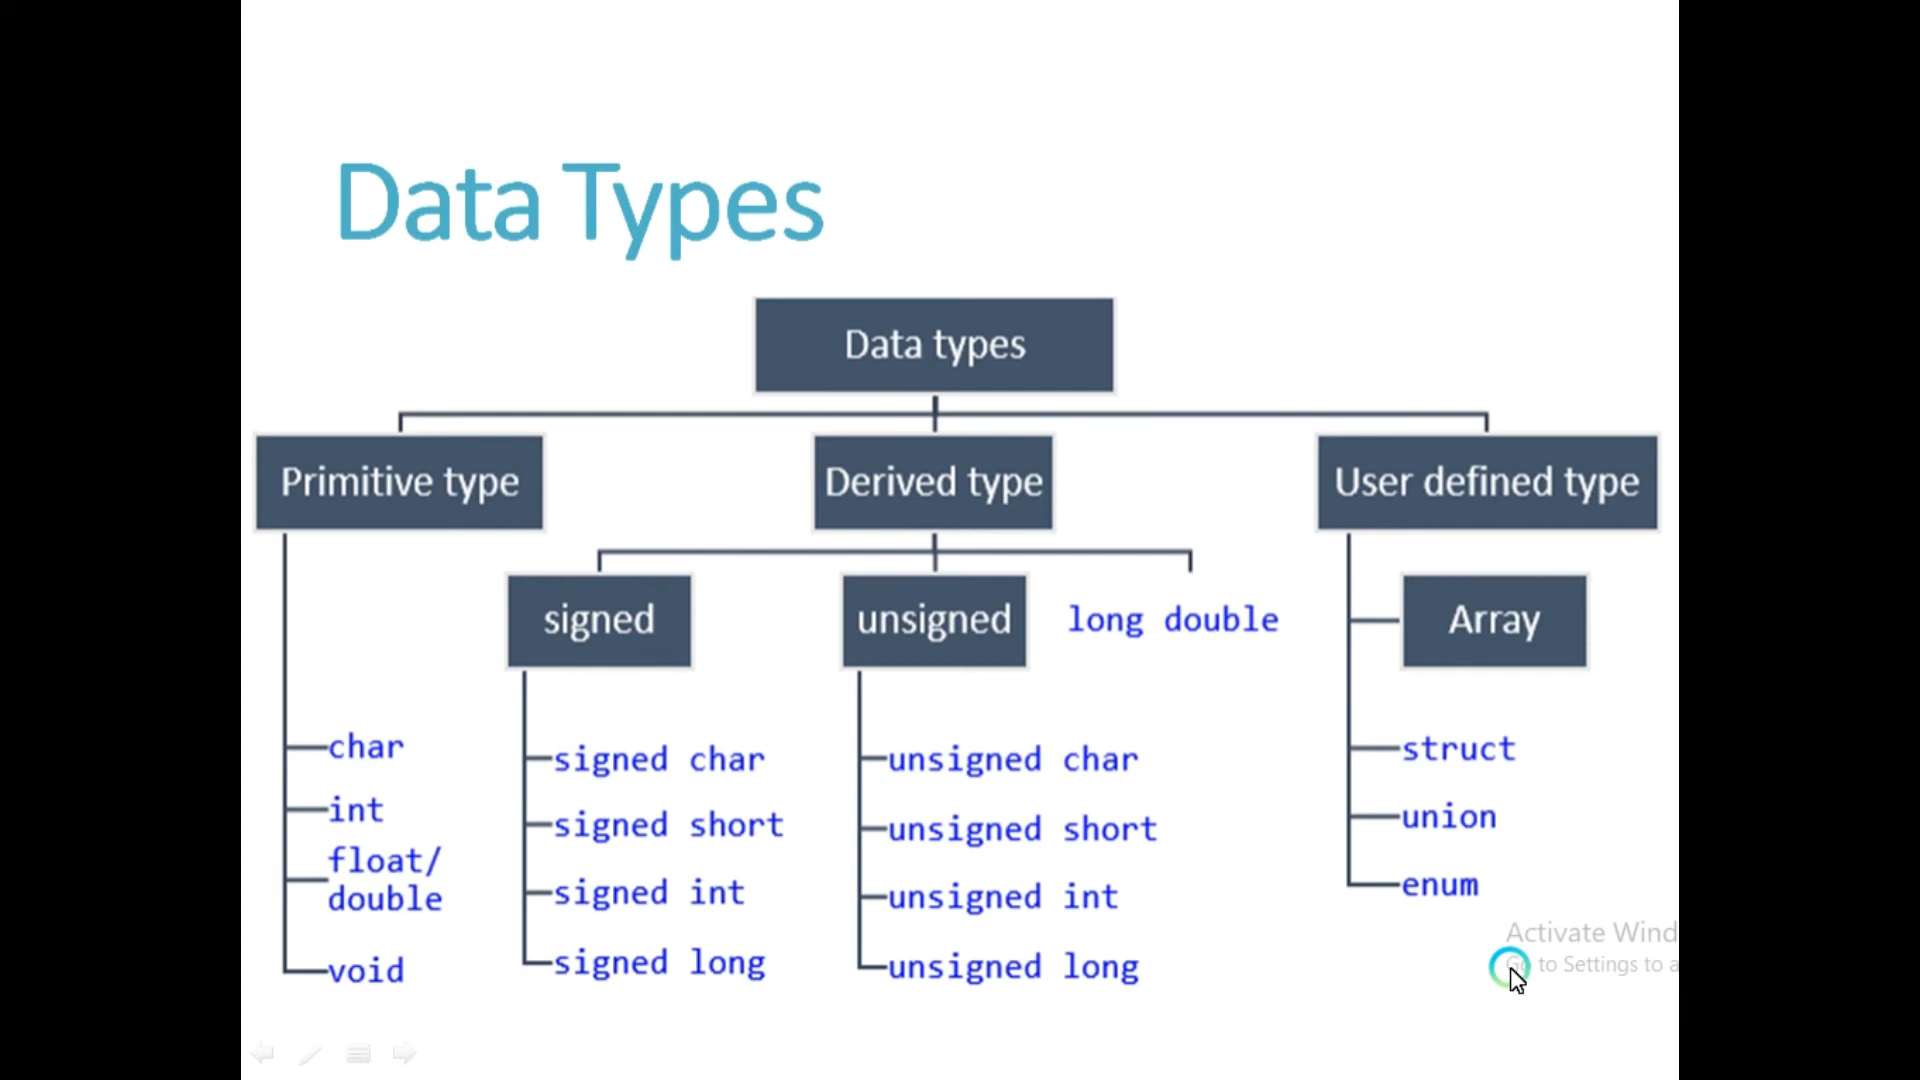 Data Types
Data types
Primitive type
Derived type
User defined type
signed
unsigned
long double
Array
char
int
float/
double
void
signed char
signed short
signed int
signed long
unsigned char
unsigned short
unsigned int
unsigned long
struct
union
enum
Activate Wind
Go to Settings to a